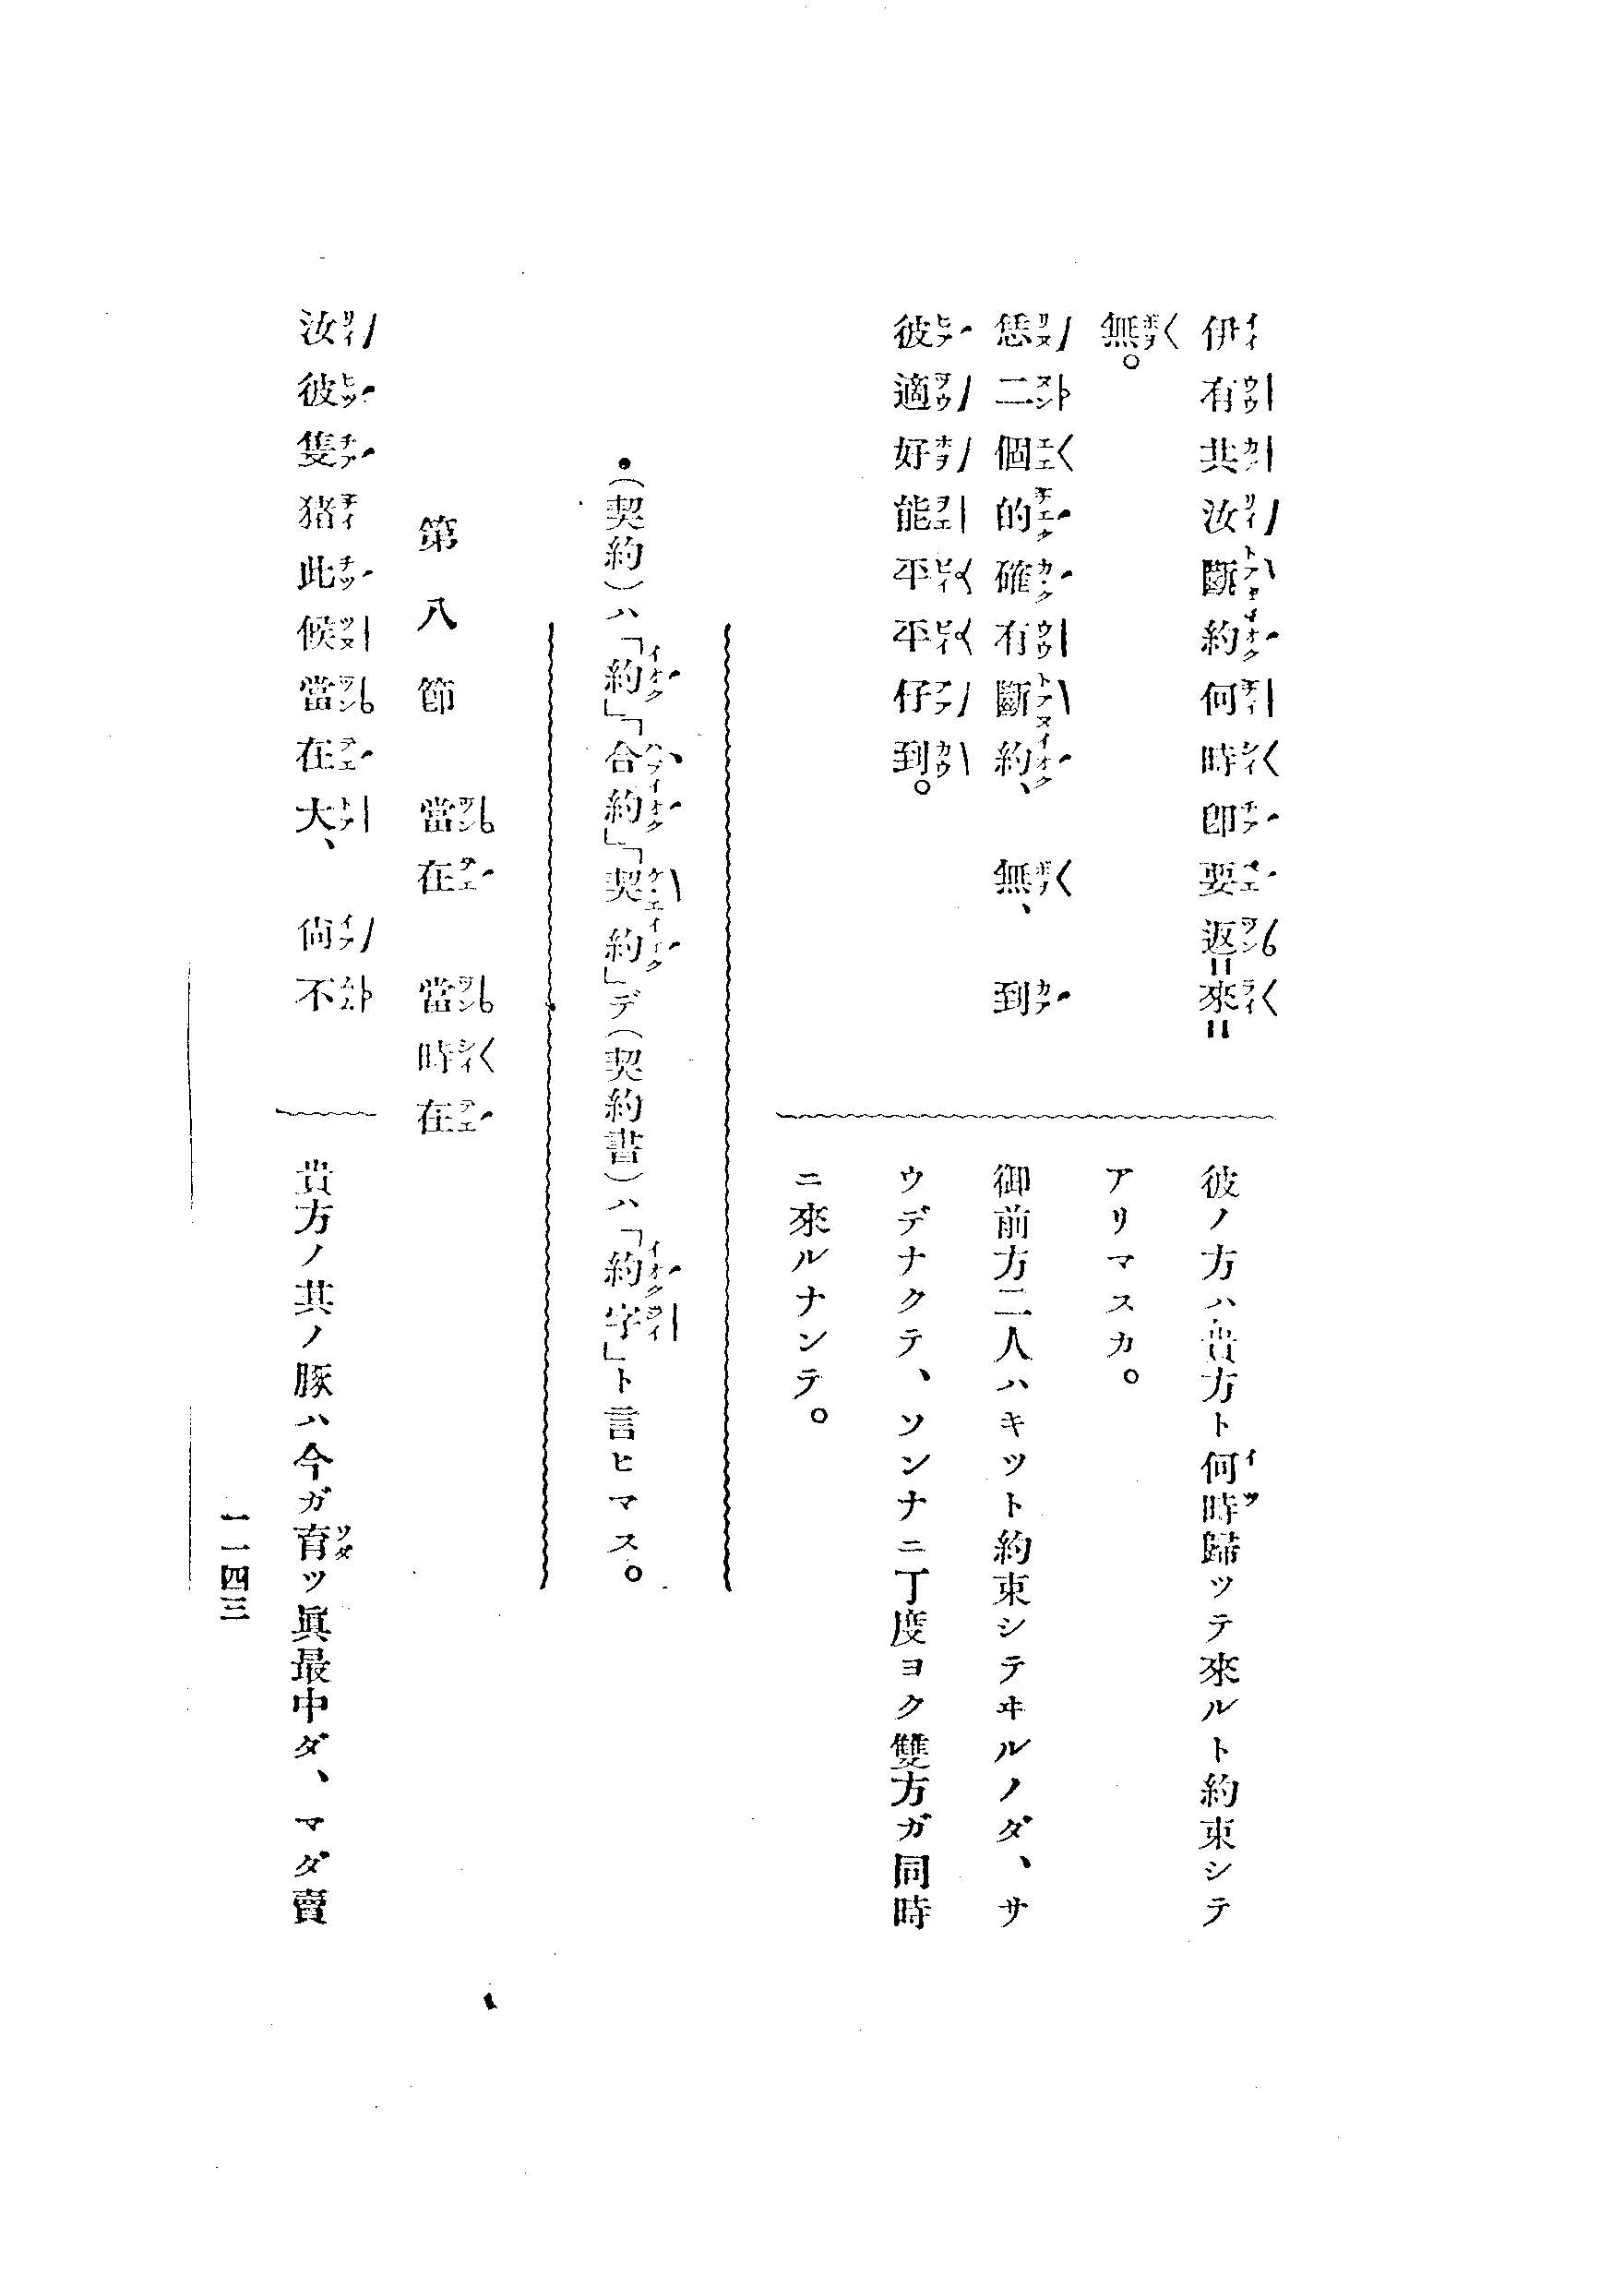 伊有共汝斷約何時卽要返=來=
無。
彼ノ方ハ貴方ト何時歸ツテ來ルト約束シテ
アリマスカ。
恁二個的確有斷約、無、到
彼適好能平平仔到。
御前方二人ハキット約束シテヰルノダ、サ
ウデナクテ、ソンナニ丁度ヨク雙方ガ同時
ニ來ルナンテ。
●(契約)ハ「約」「合約」「契約」デ(契約書)ハ「約字」ト言ヒマス。
第八節 當在 當時在
汝彼隻猪此候當在大、尙不
貴方ノ其ノ豚ハ今ガ育ツ眞最中ダ、マダ賣
一一四三